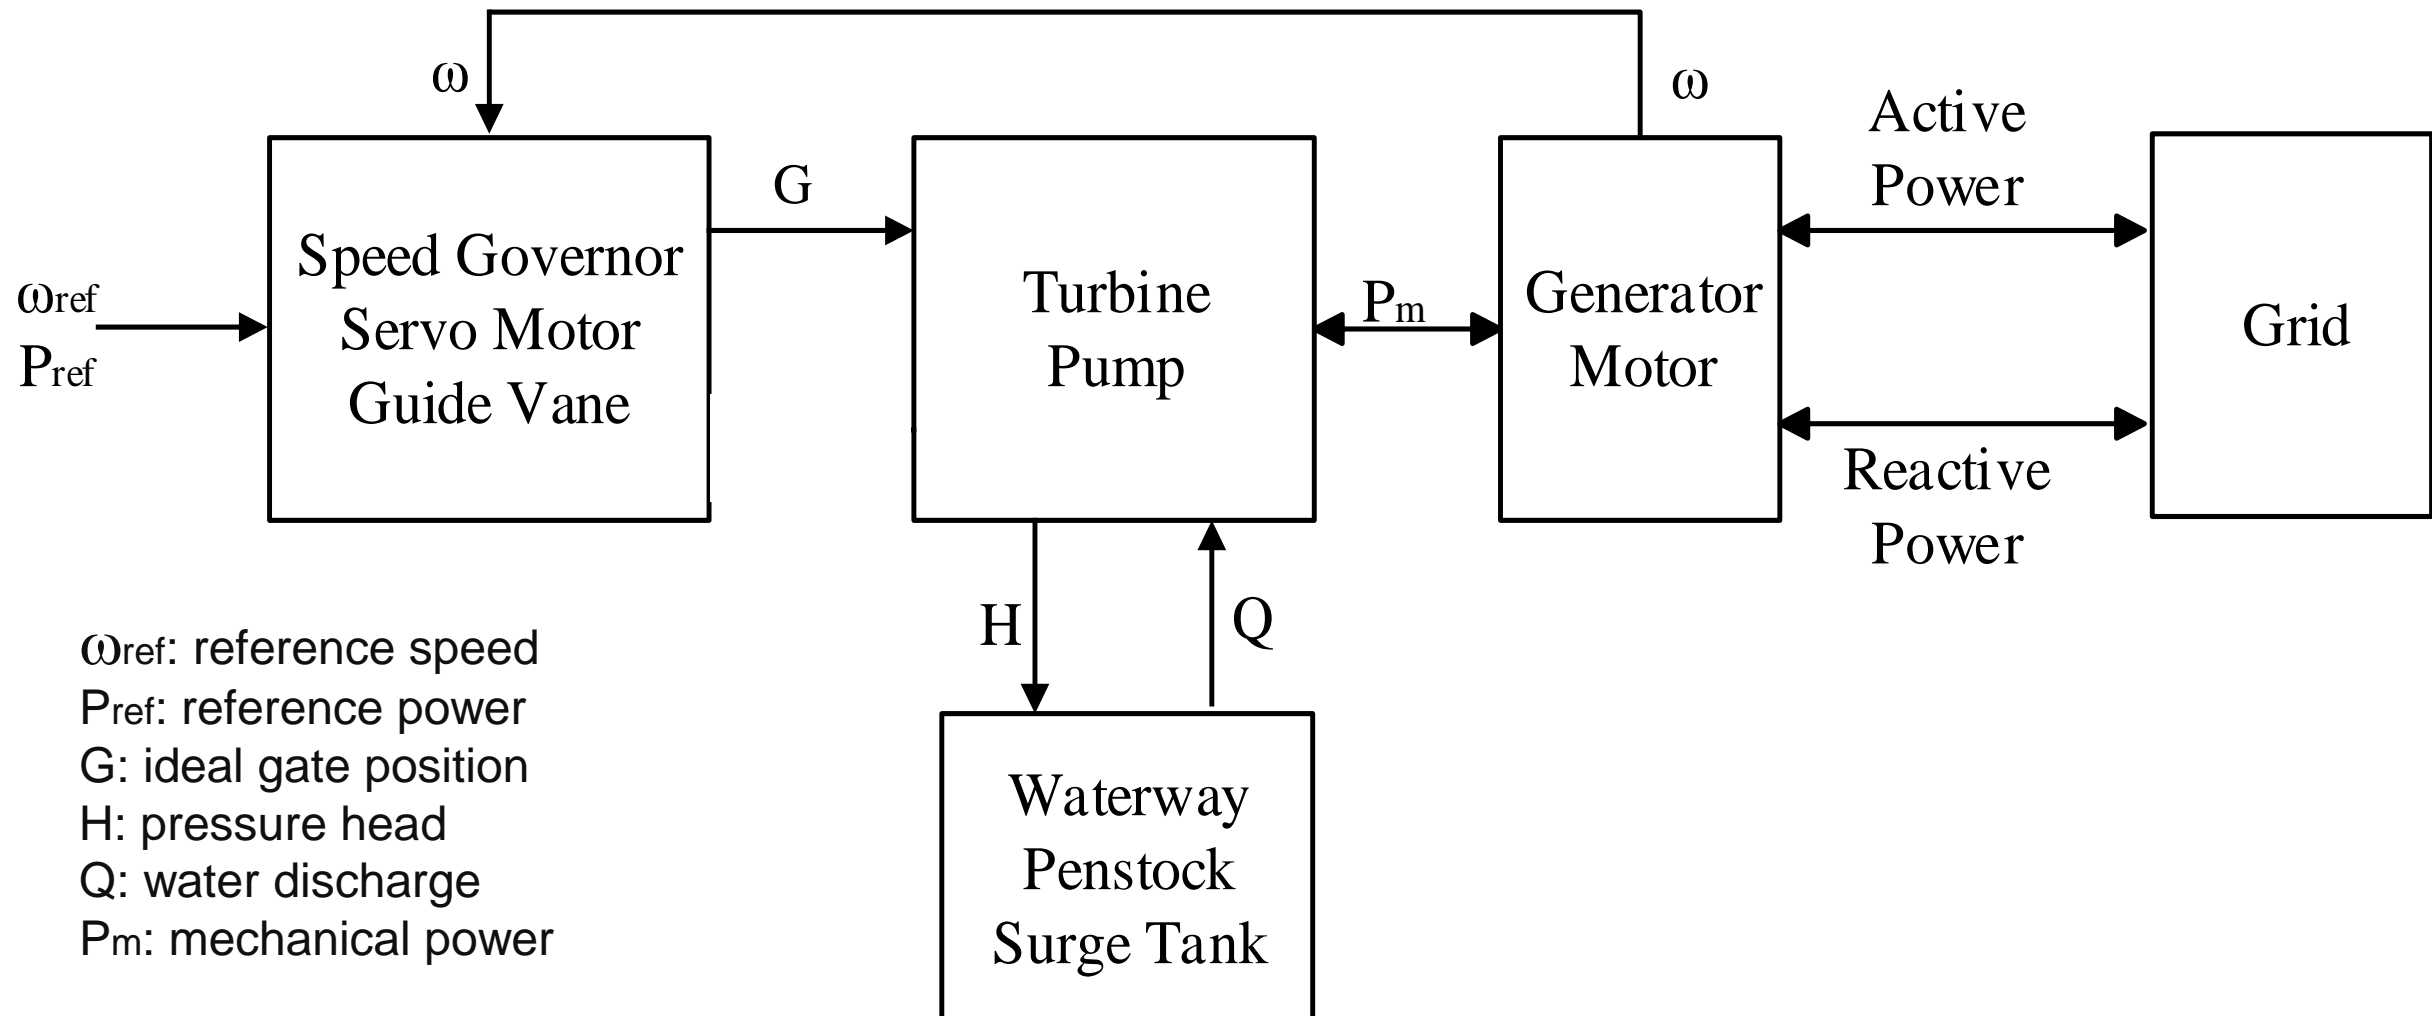 ω
ω
Active
Power
G
Speed Governor
Servo Motor
Guide Vane
ωref
Pref
Turbine
Pump
Pm
Generator
Motor
Grid
Reactive
Power
H
Q
Waterway
Penstock
Surge Tank
ωref: reference speed
Pref: reference power
G: ideal gate position
H: pressure head
Q: water discharge
Pm: mechanical power